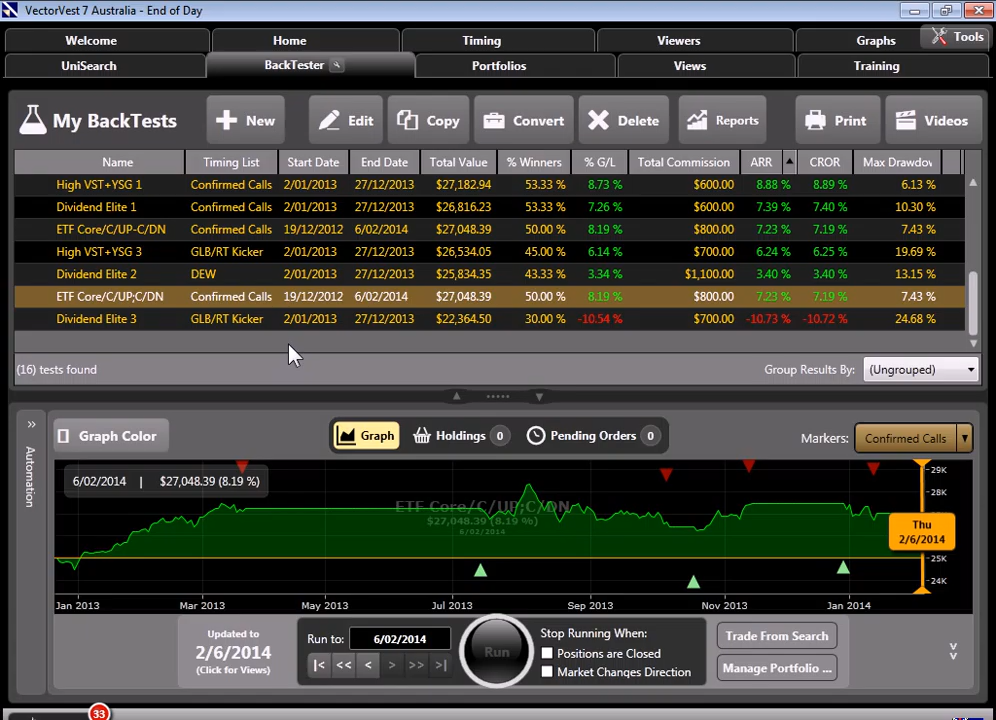 VectorVest 7 Australia - End of Day
Welcome Home Timing Viewers Graphs Tools
UniSearch BackTester Portfolios Views Training
My BackTests New Edit Copy Convert Delete Reports Print Videos
Name Timing List Start Date End Date Total Value % Winners % G/L Total Commission ARR CROR Max Drawdov
High VST+YSG 1 Confirmed Calls 2/01/2013 27/12/2013 $27,182.94 53.33 % 8.73 % $600.00 8.88 % 8.89 % 6.13 %
Dividend Elite 1 Confirmed Calls 2/01/2013 27/12/2013 $26,816.23 53.33 % 7.26 % $600.00 7.39 % 7.40 % 10.30 %
ETF Core/C/UP-C/DN Confirmed Calls 19/12/2012 6/02/2014 $27,048.39 50.00 % 8.19 % $800.00 7.23 % 7.19 % 7.43 %
High VST+YSG 3 GLB/RT Kicker 2/01/2013 27/12/2013 $26,534.05 45.00 % 6.14 % $700.00 6.24 % 6.25 % 19.69 %
Dividend Elite 2 DEW 2/01/2013 27/12/2013 $25,834.35 43.33 % 3.34 % $1,100.00 3.40 % 3.40 % 13.15 %
ETF Core/C/UP;C/DN Confirmed Calls 19/12/2012 6/02/2014 $27,048.39 50.00 % 8.19 % $800.00 7.23 % 7.19 % 7.43 %
Dividend Elite 3 GLB/RT Kicker 2/01/2013 27/12/2013 $22,364.50 30.00 % -10.54 % $700.00 -10.73 % -10.72 % 24.68 %
(16) tests found Group Results By: (Ungrouped)
Automation
Graph Color Graph Holdings 0 Pending Orders 0 Markers: Confirmed Calls
6/02/2014 | $27,048.39 (8.19 %)
29K
28K
ETF Core/C/UP;C/DN
$27,048.39 (8.19 %)
6/02/2014
Thu
2/6/2014
25K
24K
Jan 2013 Mar 2013 May 2013 Jul 2013 Sep 2013 Nov 2013 Jan 2014
Updated to
2/6/2014
(Click for Views)
Run to: 6/02/2014
|< << < > >> >|
Run
Stop Running When:
Positions are Closed
Market Changes Direction
Trade From Search
Manage Portfolio ...
33